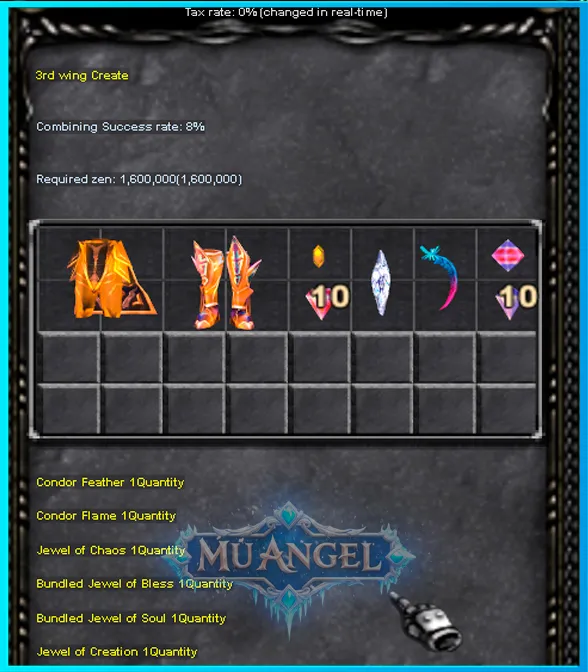 Tax rate: 0% (changed in real-time)
3rd wing Create
Combining Success rate: 8%
Required zen: 1,600,000(1,600,000)
10
10
Condor Feather 1Quantity
Condor Flame 1Quantity
Jewel of Chaos 1Quantity
MUANGEL
Bundled Jewel of Bless 1Quantity
Bundled Jewel of Soul 1Quantity
Jewel of Creation 1Quantity